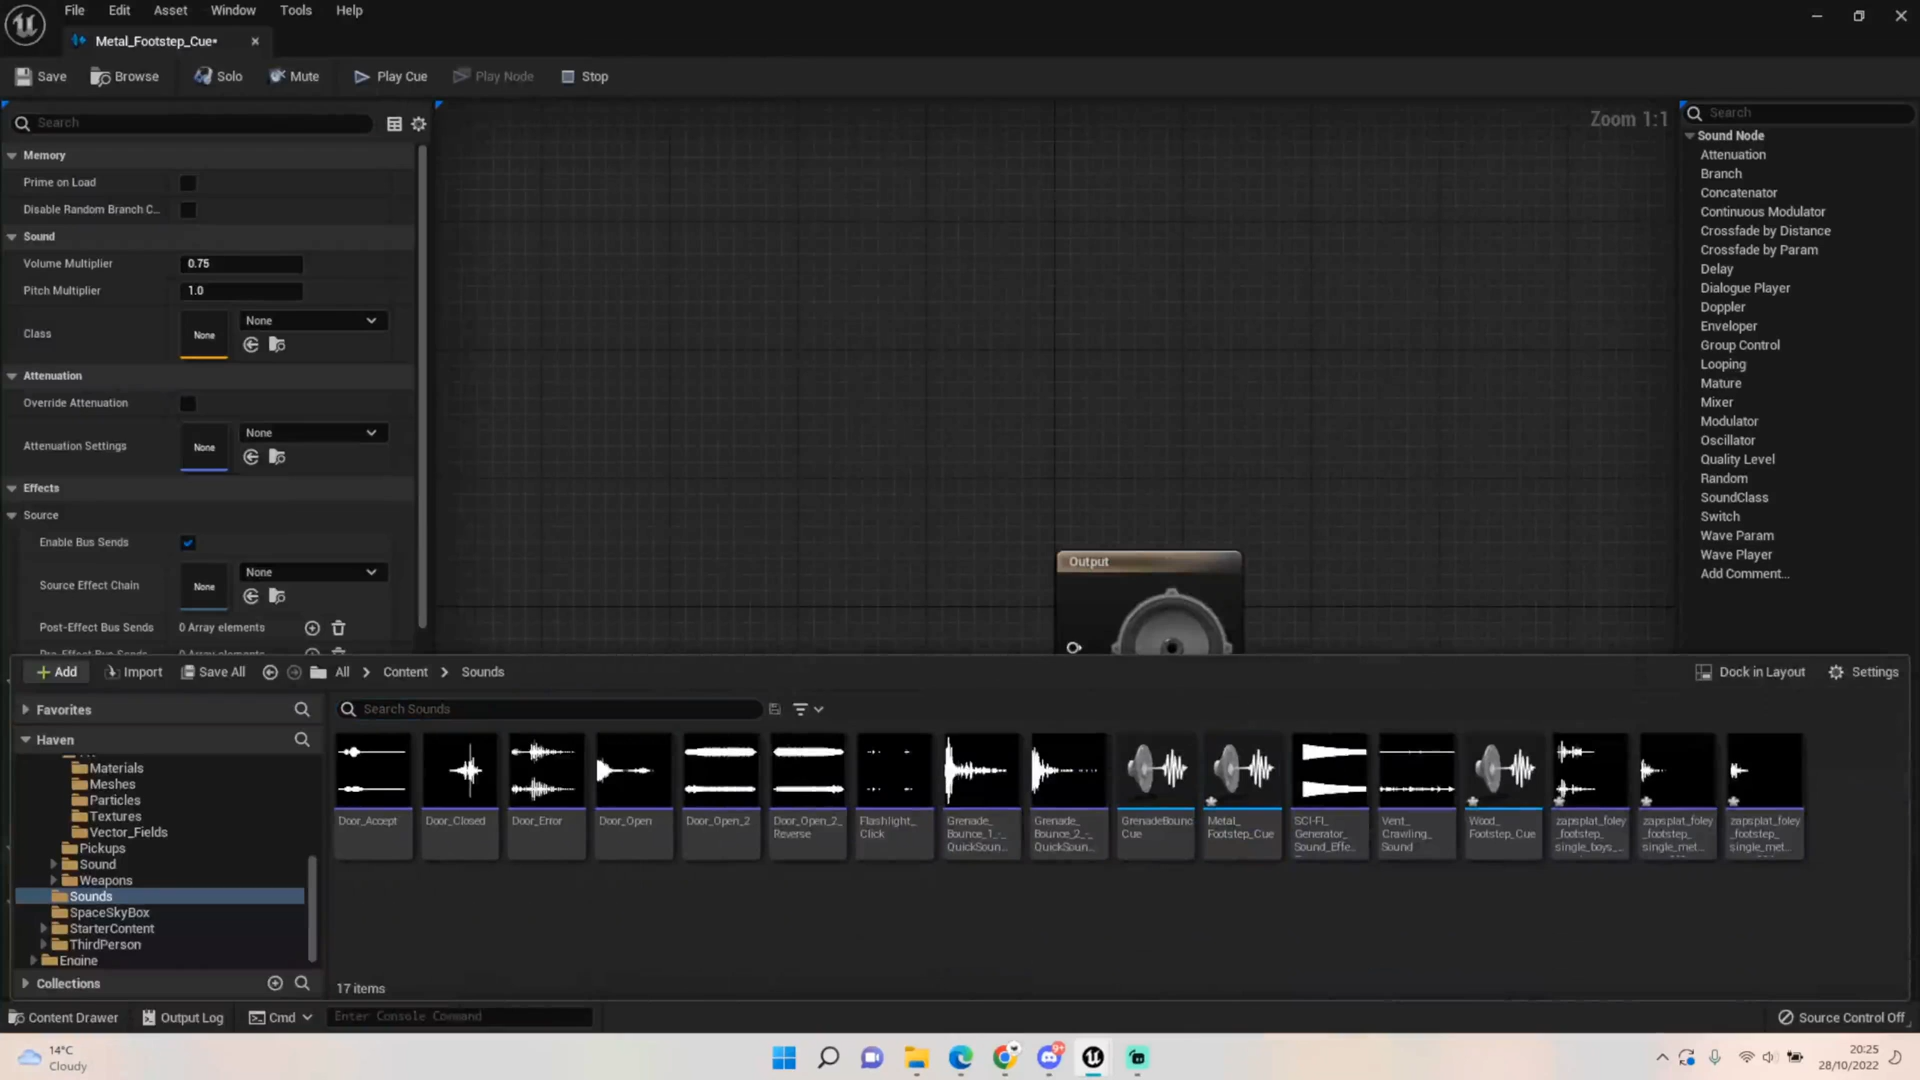 File Edit Asset Window Tools Help
Metal_Footstep_Cue*
Save Browse Solo Mute Play Cue Play Node Stop
Search
Memory
Prime on Load
Disable Random Branch C...
Sound
Volume Multiplier 0.75
Pitch Multiplier 1.0
Class None None
Attenuation
Override Attenuation
Attenuation Settings None None
Effects
Source
Enable Bus Sends
Source Effect Chain None None
Post-Effect Bus Sends 0 Array elements
Zoom 1:1
Output
Search
Sound Node
Attenuation
Branch
Concatenator
Continuous Modulator
Crossfade by Distance
Crossfade by Param
Delay
Dialogue Player
Doppler
Enveloper
Group Control
Looping
Mature
Mixer
Modulator
Oscillator
Quality Level
Random
SoundClass
Switch
Wave Param
Wave Player
Add Comment...
Add Import Save All All Content Sounds Dock in Layout Settings
Favorites
Haven
Materials
Meshes
Particles
Textures
Vector_Fields
Pickups
Sound
Weapons
Sounds
SpaceSkyBox
StarterContent
ThirdPerson
Engine
Collections
Search Sounds
Door_Accept
Door_Closed
Door_Error
Door_Open
Door_Open_2
Door_Open_2_
Reverse
Flashlight_
Click
Grenade_
Bounce_1_-_
QuickSoun...
Grenade_
Bounce_2_-_
QuickSoun...
GrenadeBounc
Cue
Metal_
Footstep_Cue
SCI-FI_
Generator_
Sound_Effe...
Vent_
Crawling_
Sound
Wood_
Footstep_Cue
zapsplat_foley
_footstep_
single_boys_...
zapsplat_foley
_footstep_
single_met...
zapsplat_foley
_footstep_
single_met...
17 items
Content Drawer Output Log Cmd Enter Console Command Source Control Off
14°C
Cloudy
9+
20:25
28/10/2022